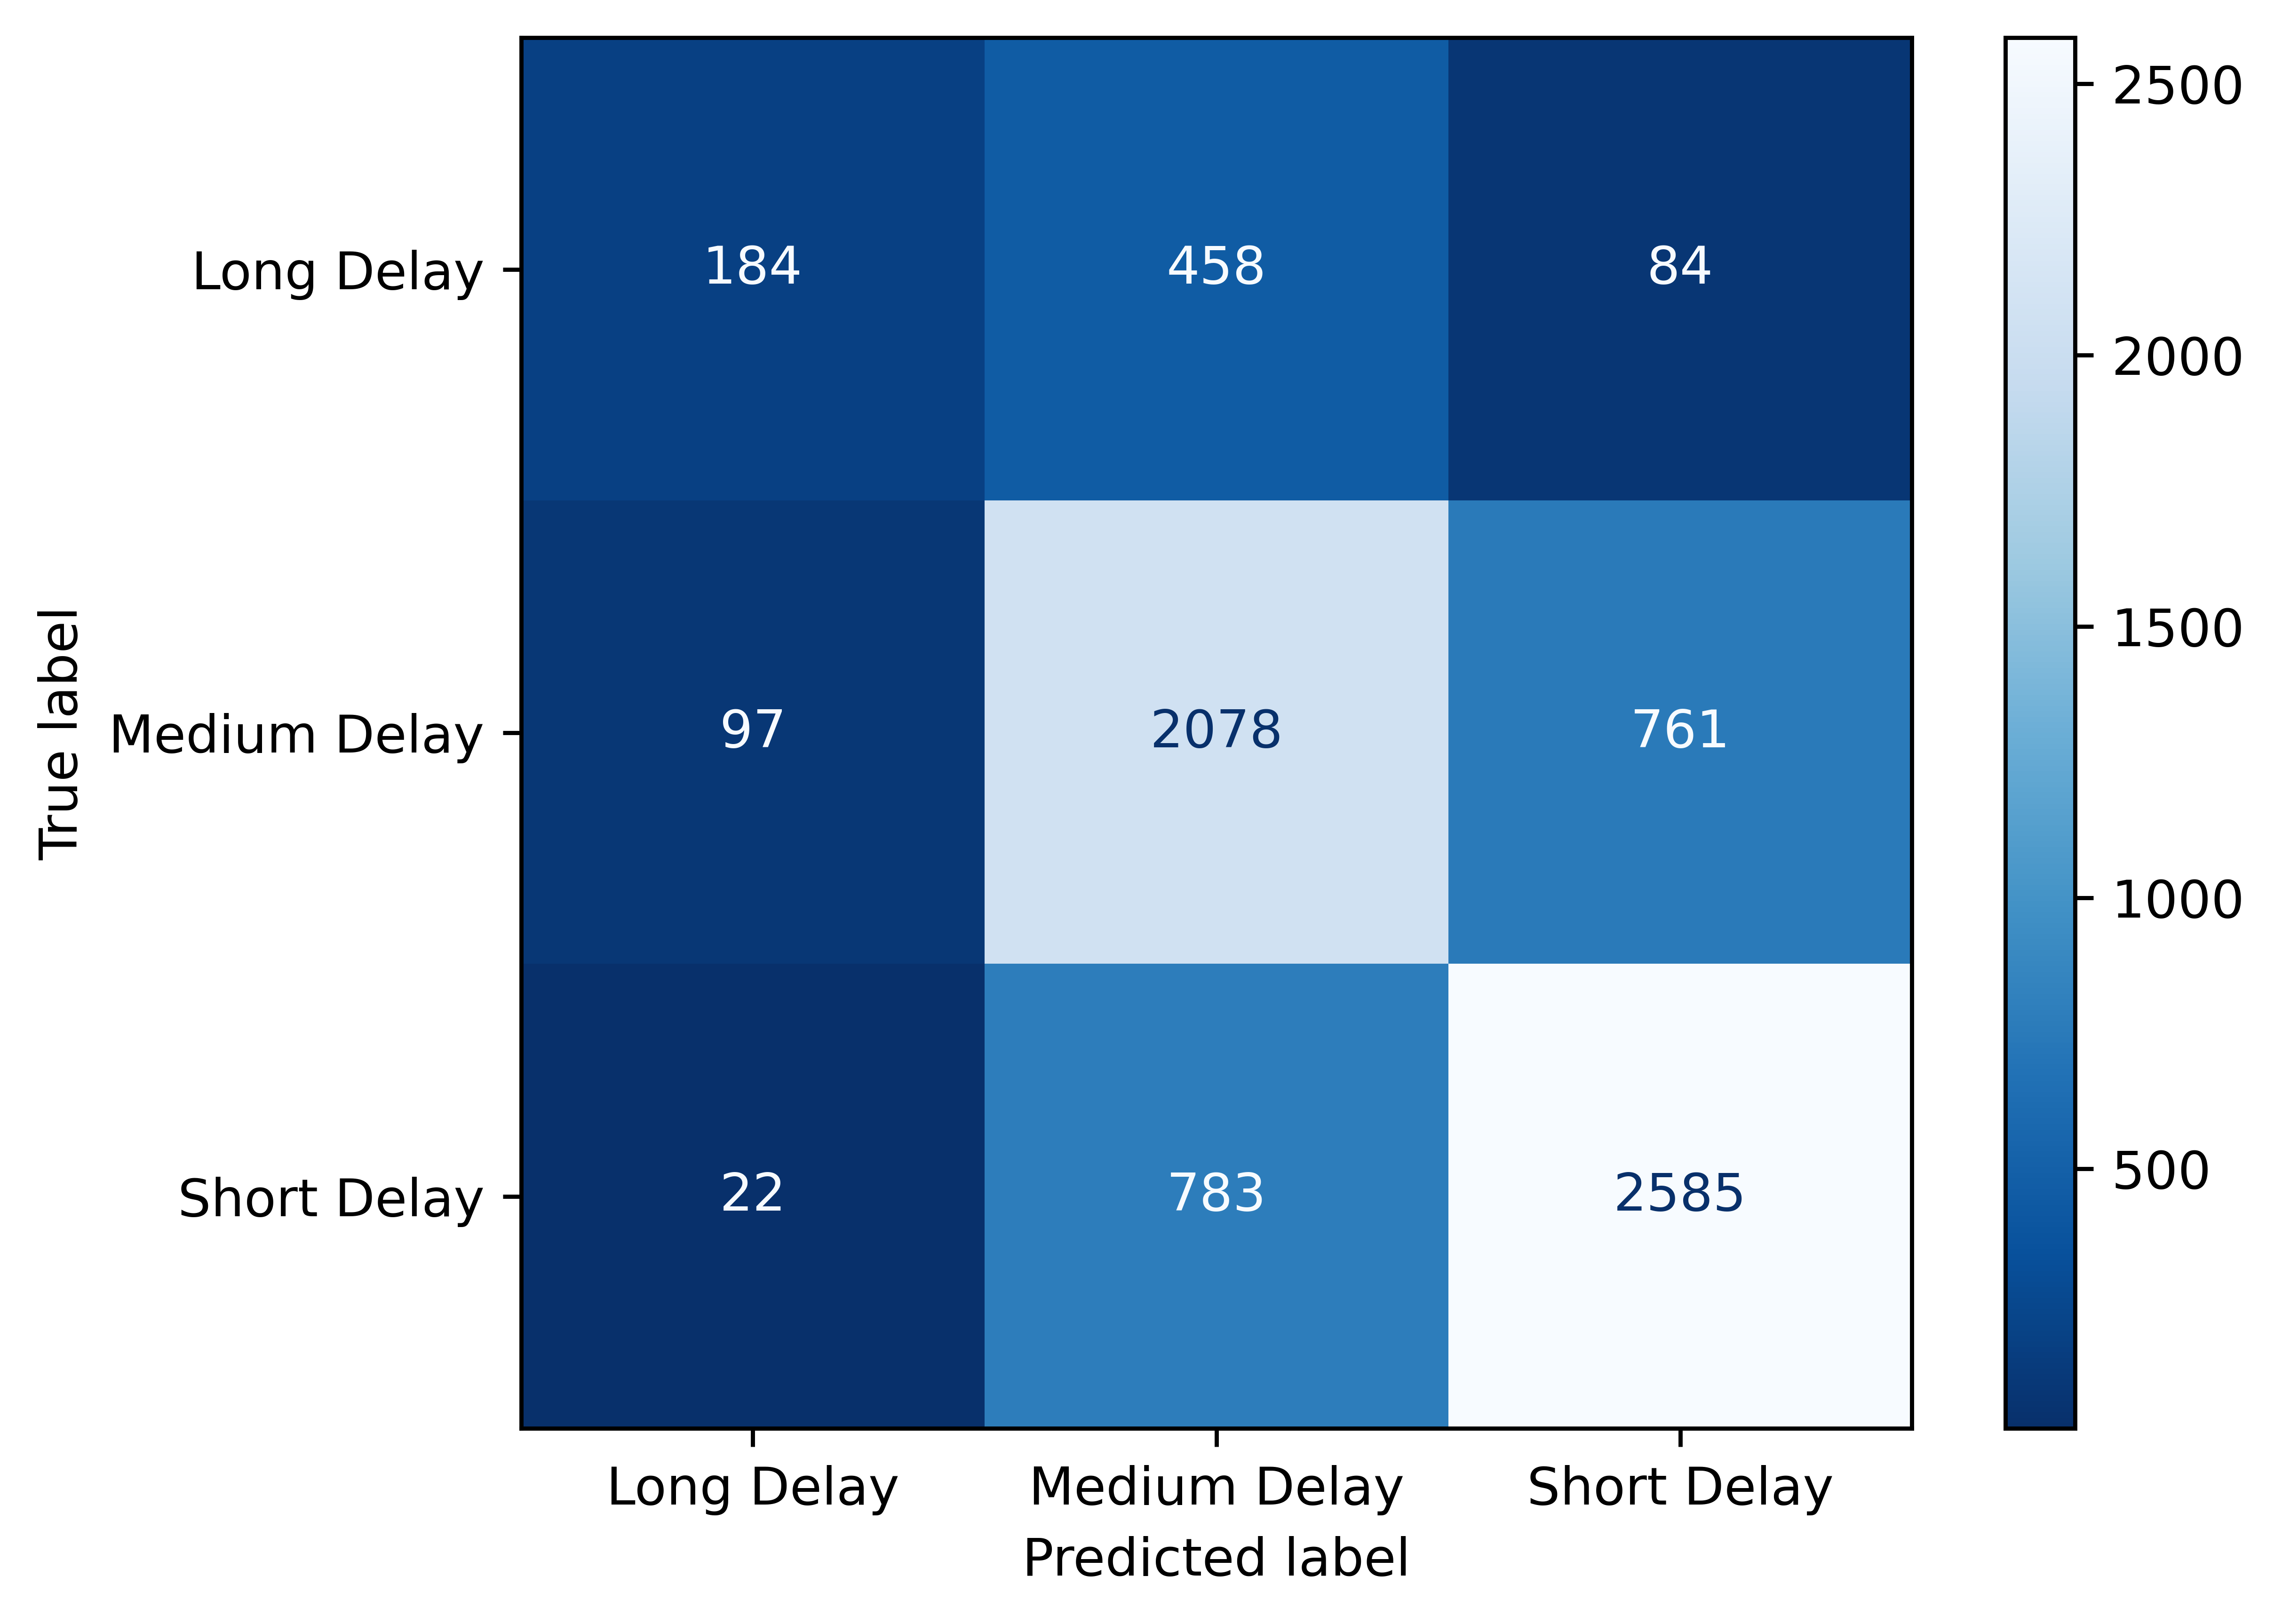 True label
Long Delay 184 458 84
Medium Delay 97 2078 761
Short Delay 22 783 2585
Long Delay Medium Delay Short Delay
Predicted label
2500
2000
1500
1000
500